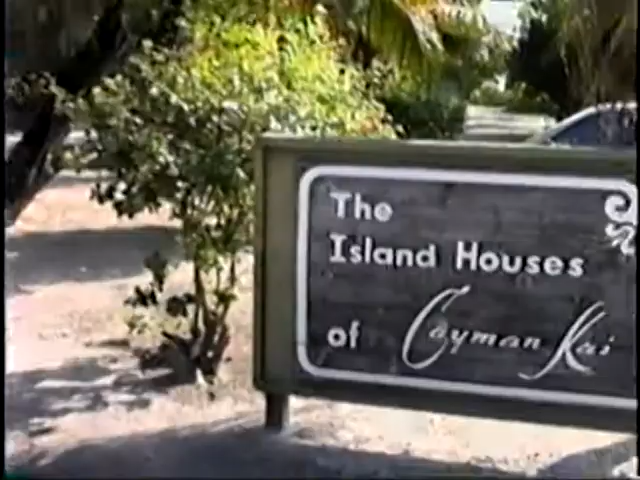 The
Island Houses
of Cayman Kai